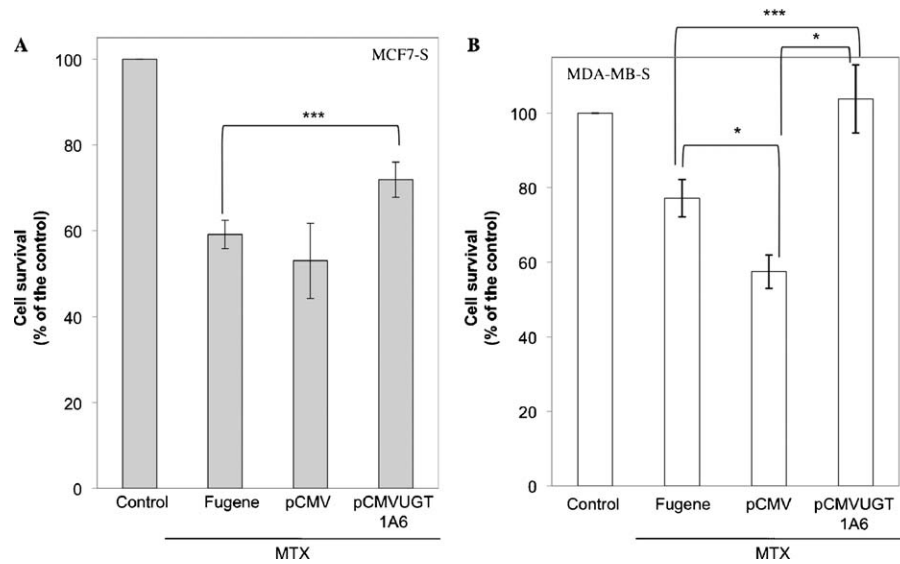 A
MCF7-S
Cell survival
(% of the control)
100
80
60
40
20
0
***
Control
Fugene
pCMV
pCMVUGT
1A6
MTX
B
MDA-MB-S
Cell survival
(% of the control)
100
80
60
40
20
0
***
*
*
Control
Fugene
pCMV
pCMVUGT
1A6
MTX